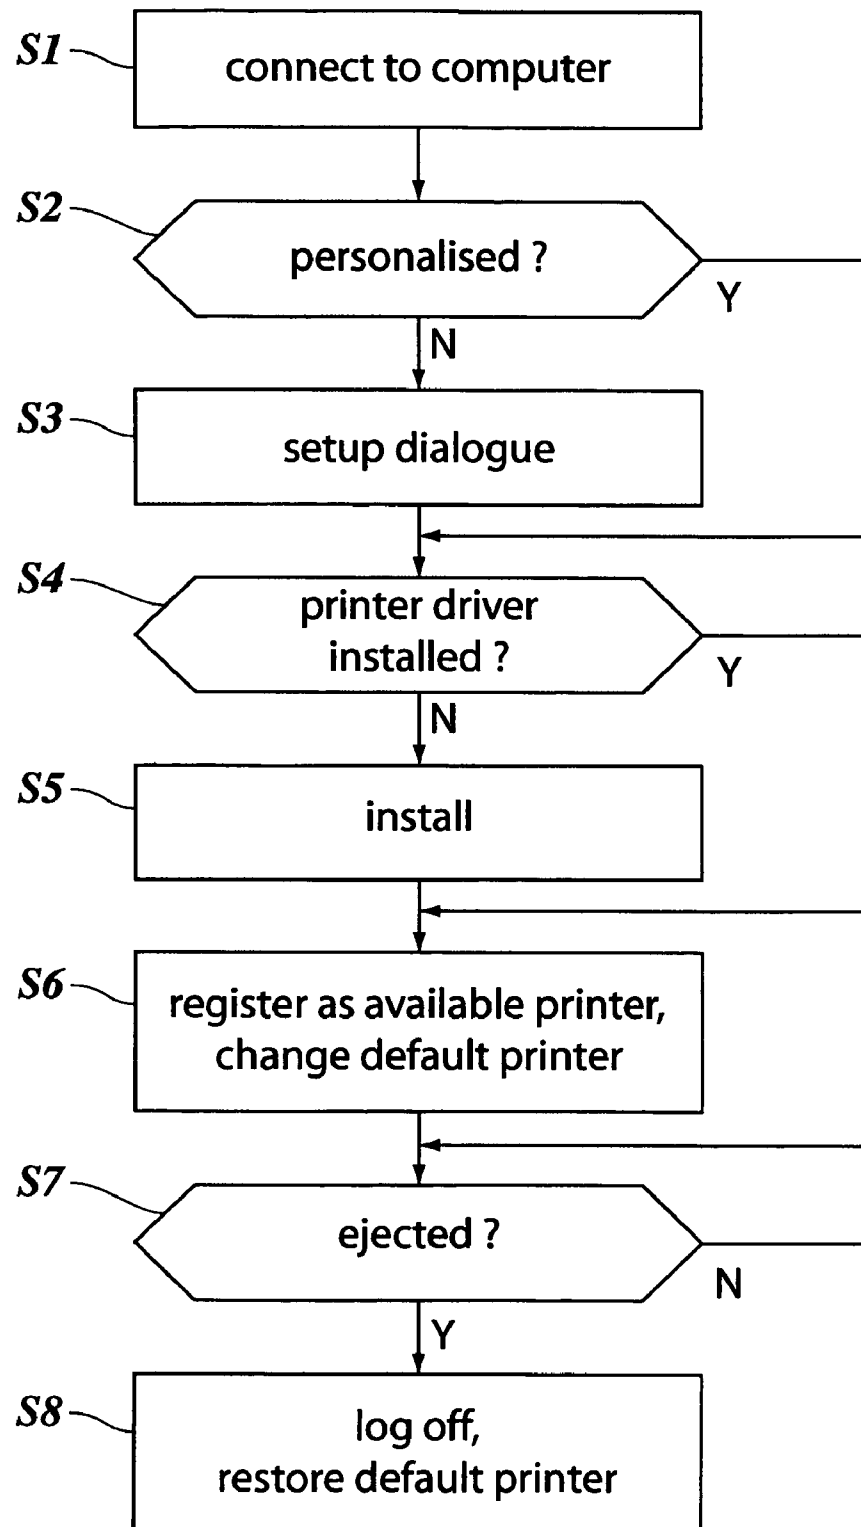 S1
connect to computer
S2
personalised ?
Y
N
S3
setup dialogue
S4
printer driver
installed ?
Y
N
S5
install
S6
register as available printer,
change default printer
S7
ejected ?
N
Y
S8
log off,
restore default printer